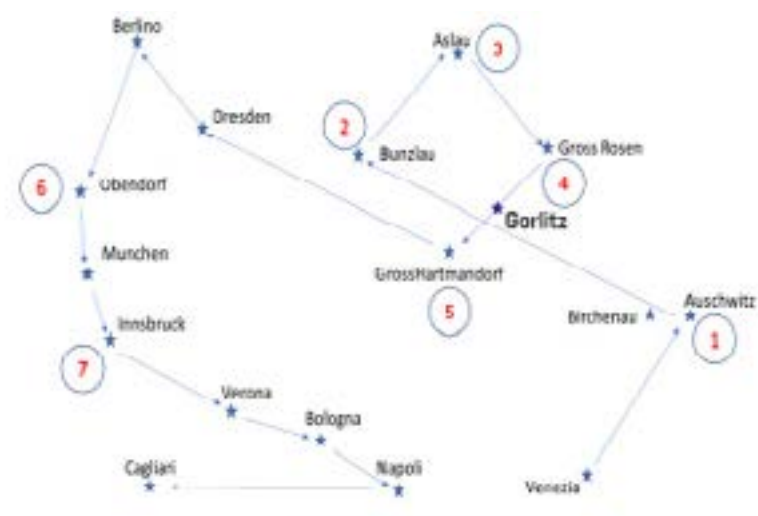 Berlino
Aslau
3
Dresden
2
Bunzlau
Gross Rosen
4
6
Obendorf
Gorlitz
Munchen
GrossHartmandorf
5
Birchenau
Auschwitz
1
Innsbruck
7
Verona
Bologna
Cagliari
Napoli
Venezia